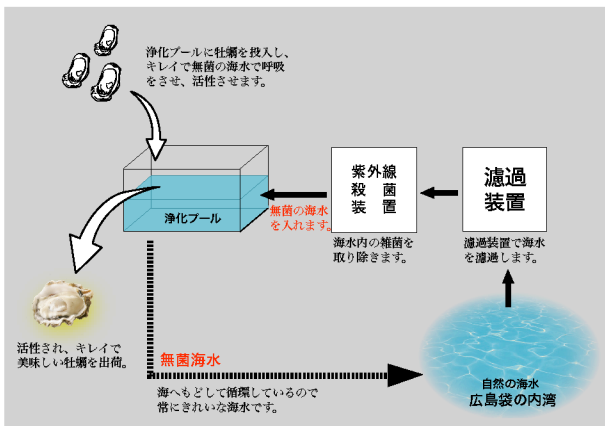 浄化プールに牡蠣を投入し、
キレイで無菌の海水で呼吸
をさせ、活性させます。
紫外線
殺菌
装置
濾過
装置
浄化プール
無菌の海水
を入れます。
海水内の雑菌を
取り除きます。
濾過装置で海水
を濾過します。
活性され、キレイで
美味しい牡蠣を出荷。
無菌海水
海へもどして循環しているので
常にきれいな海水です。
自然の海水
広島袋の内湾